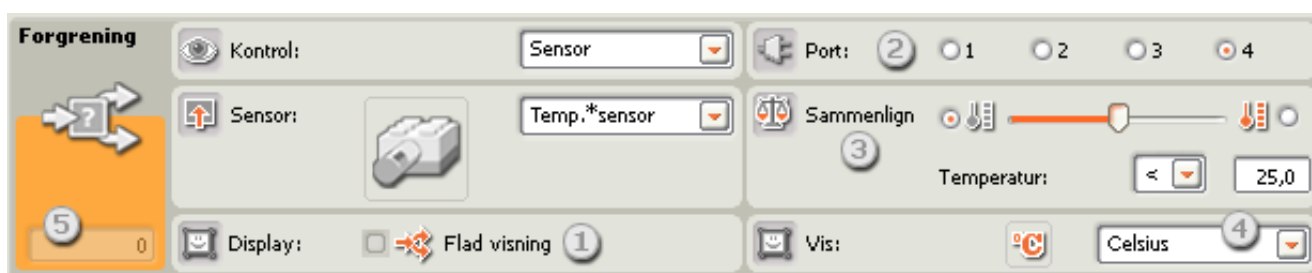 Forgrening
Kontrol: Sensor
Port: 2 1 2 3 4
Sensor: Temp.*sensor
Sammenlign
3
Temperatur: < 25,0
5
0
Display: Flad visning 1
Vis: °C Celsius 4